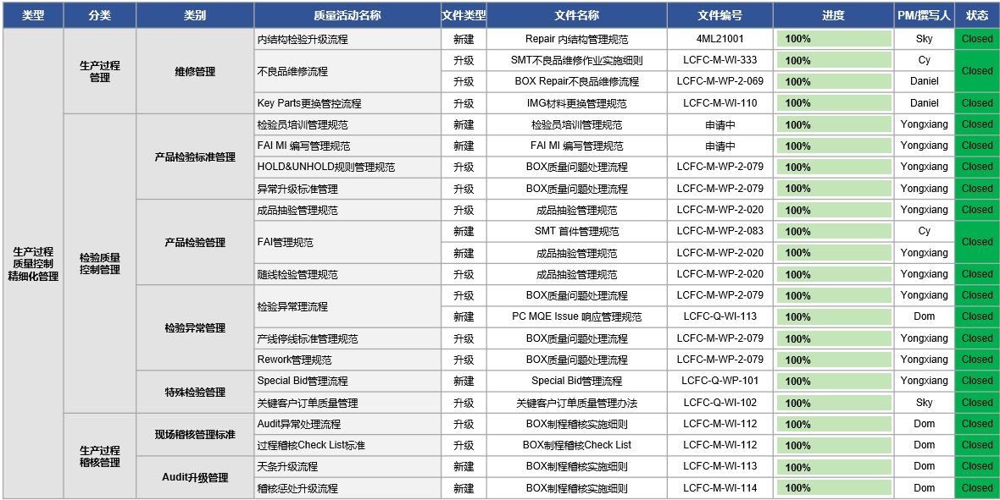 类型 分类 类别 质量活动名称 文件类型 文件名称 文件编号 进度 PM/撰写人 状态
生产过程
质量控制
精细化管理
生产过程
管理
维修管理
内结构检验升级流程 新建 Repair 内结构管理规范 4ML21001 100% Sky Closed
不良品维修流程 升级 SMT不良品维修作业实施细则 LCFC-M-WI-333 100% Cy Closed
升级 BOX Repair不良品维修流程 LCFC-M-WP-2-069 100% Daniel
Key Parts更换管控流程 升级 IMG材料更换管理规范 LCFC-M-WI-110 100% Daniel Closed
检验质量
控制管理
产品检验标准管理
检验员培训管理规范 新建 检验员培训管理规范 申请中 100% Yongxiang Closed
FAI MI 编写管理规范 新建 FAI MI 编写管理规范 申请中 100% Yongxiang Closed
HOLD&UNHOLD规则管理规范 升级 BOX质量问题处理流程 LCFC-M-WP-2-079 100% Yongxiang Closed
异常升级标准管理 升级 BOX质量问题处理流程 LCFC-M-WP-2-079 100% Yongxiang Closed
产品检验管理
成品抽验管理规范 升级 成品抽验管理规范 LCFC-M-WP-2-020 100% Yongxiang Closed
FAI管理规范 新建 SMT 首件管理规范 LCFC-M-WP-2-083 100% Cy Closed
新建 成品抽验管理规范 LCFC-M-WP-2-020 100% Yongxiang
随线检验管理规范 升级 成品抽验管理规范 LCFC-M-WP-2-020 100% Yongxiang Closed
检验异常管理
检验异常理流程 升级 BOX质量问题处理流程 LCFC-M-WP-2-079 100% Yongxiang Closed
新建 PC MQE Issue 响应管理规范 LCFC-Q-WI-113 100% Dom Closed
产线停线标准管理规范 升级 BOX质量问题处理流程 LCFC-M-WP-2-079 100% Yongxiang Closed
Rework管理规范 升级 BOX质量问题处理流程 LCFC-M-WP-2-079 100% Yongxiang Closed
特殊检验管理
Special Bid管理流程 新建 Special Bid管理流程 LCFC-Q-WP-101 100% Yongxiang Closed
关键客户订单质量管理 升级 关键客户订单质量管理办法 LCFC-Q-WI-102 100% Sky Closed
生产过程
稽核管理
现场稽核管理标准
Audit异常处理流程 升级 BOX制程稽核实施细则 LCFC-M-WI-112 100% Dom Closed
过程稽核Check List标准 升级 BOX制程稽核Check List LCFC-M-WI-112 100% Dom Closed
Audit升级管理
天条升级流程 新建 BOX制程稽核实施细则 LCFC-M-WI-113 100% Dom Closed
稽核惩处升级流程 新建 BOX制程稽核实施细则 LCFC-M-WI-114 100% Dom Closed